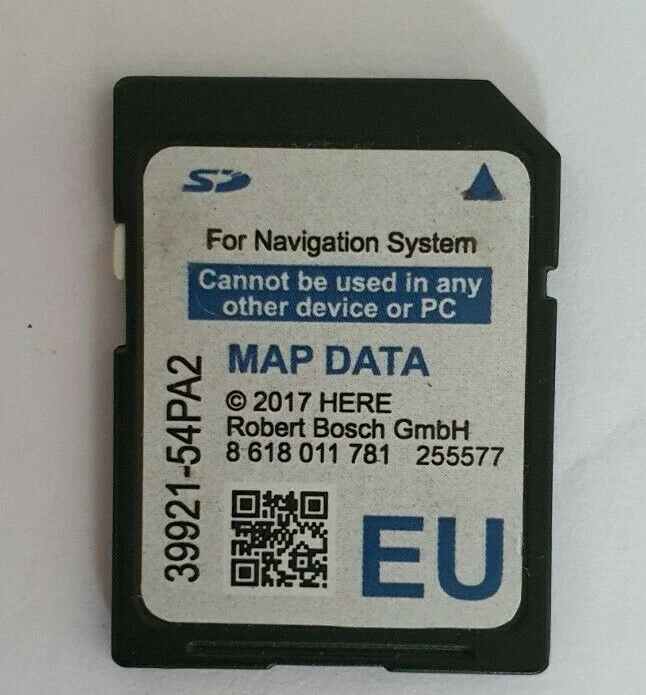 SD
For Navigation System
Cannot be used in any
other device or PC
MAP DATA
© 2017 HERE
Robert Bosch GmbH
8 618 011 781 255577
39921-54PA2
EU